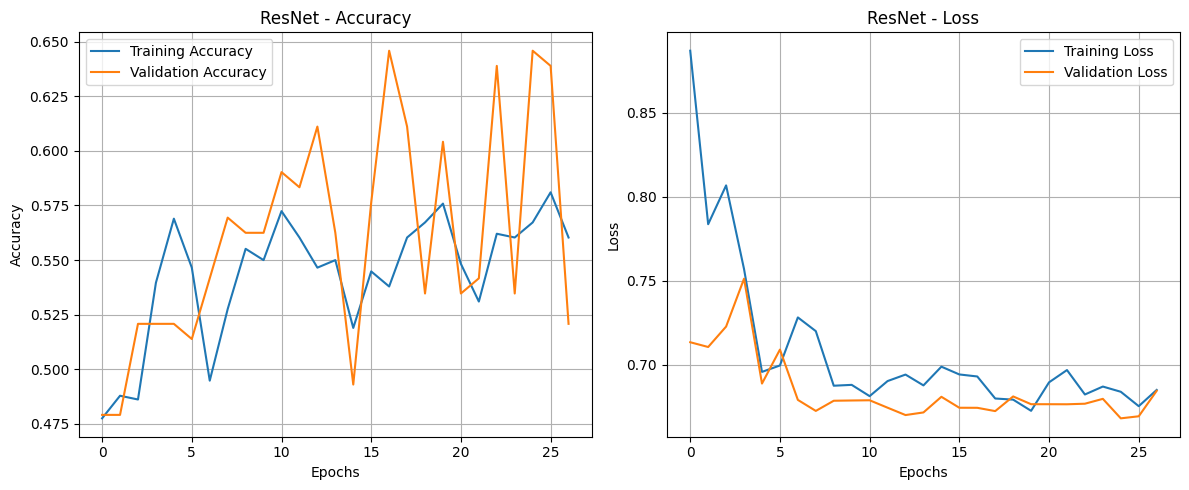 ResNet - Accuracy
Training Accuracy
Validation Accuracy
0.650
0.625
0.600
0.575
0.550
0.525
0.500
0.475
Accuracy
0 5 10 15 20 25
Epochs
ResNet - Loss
Training Loss
Validation Loss
0.85
0.80
0.75
0.70
Loss
0 5 10 15 20 25
Epochs